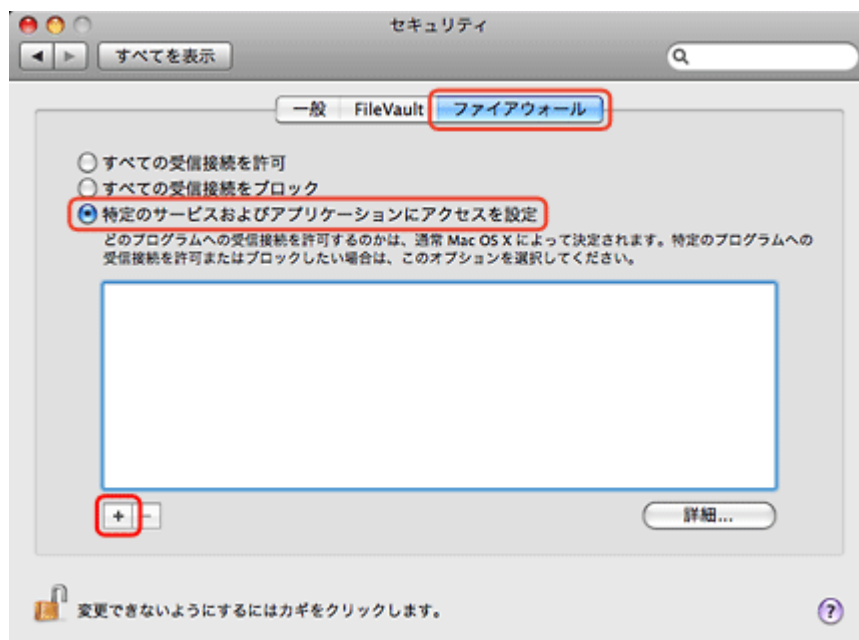 セキュリティ
すべてを表示
一般 FileVault ファイアウォール
すべての受信接続を許可
すべての受信接続をブロック
特定のサービスおよびアプリケーションにアクセスを設定
どのプログラムへの受信接続を許可するのかは、通常 Mac OS X によって決定されます。特定のプログラムへの
受信接続を許可またはブロックしたい場合は、このオプションを選択してください。
+ −
詳細...
変更できないようにするにはカギをクリックします。
?